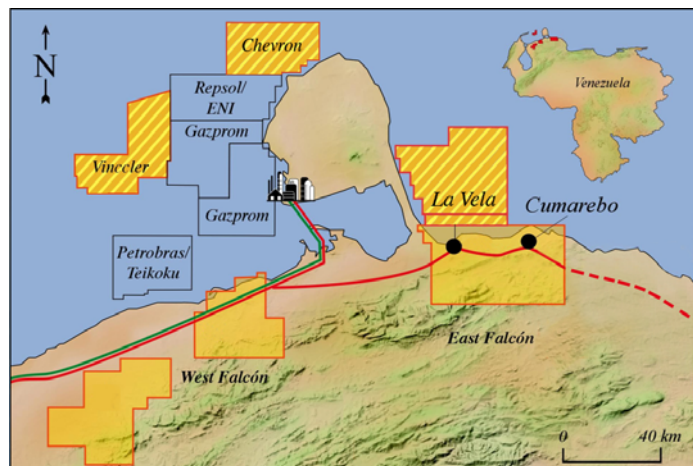 Chevron
N
Repsol/
ENI
Venezuela
Gazprom
Vinccler
La Vela
Cumarebo
Gazprom
Petrobras/
Teikoku
East Falcón
West Falcón
0
40 km